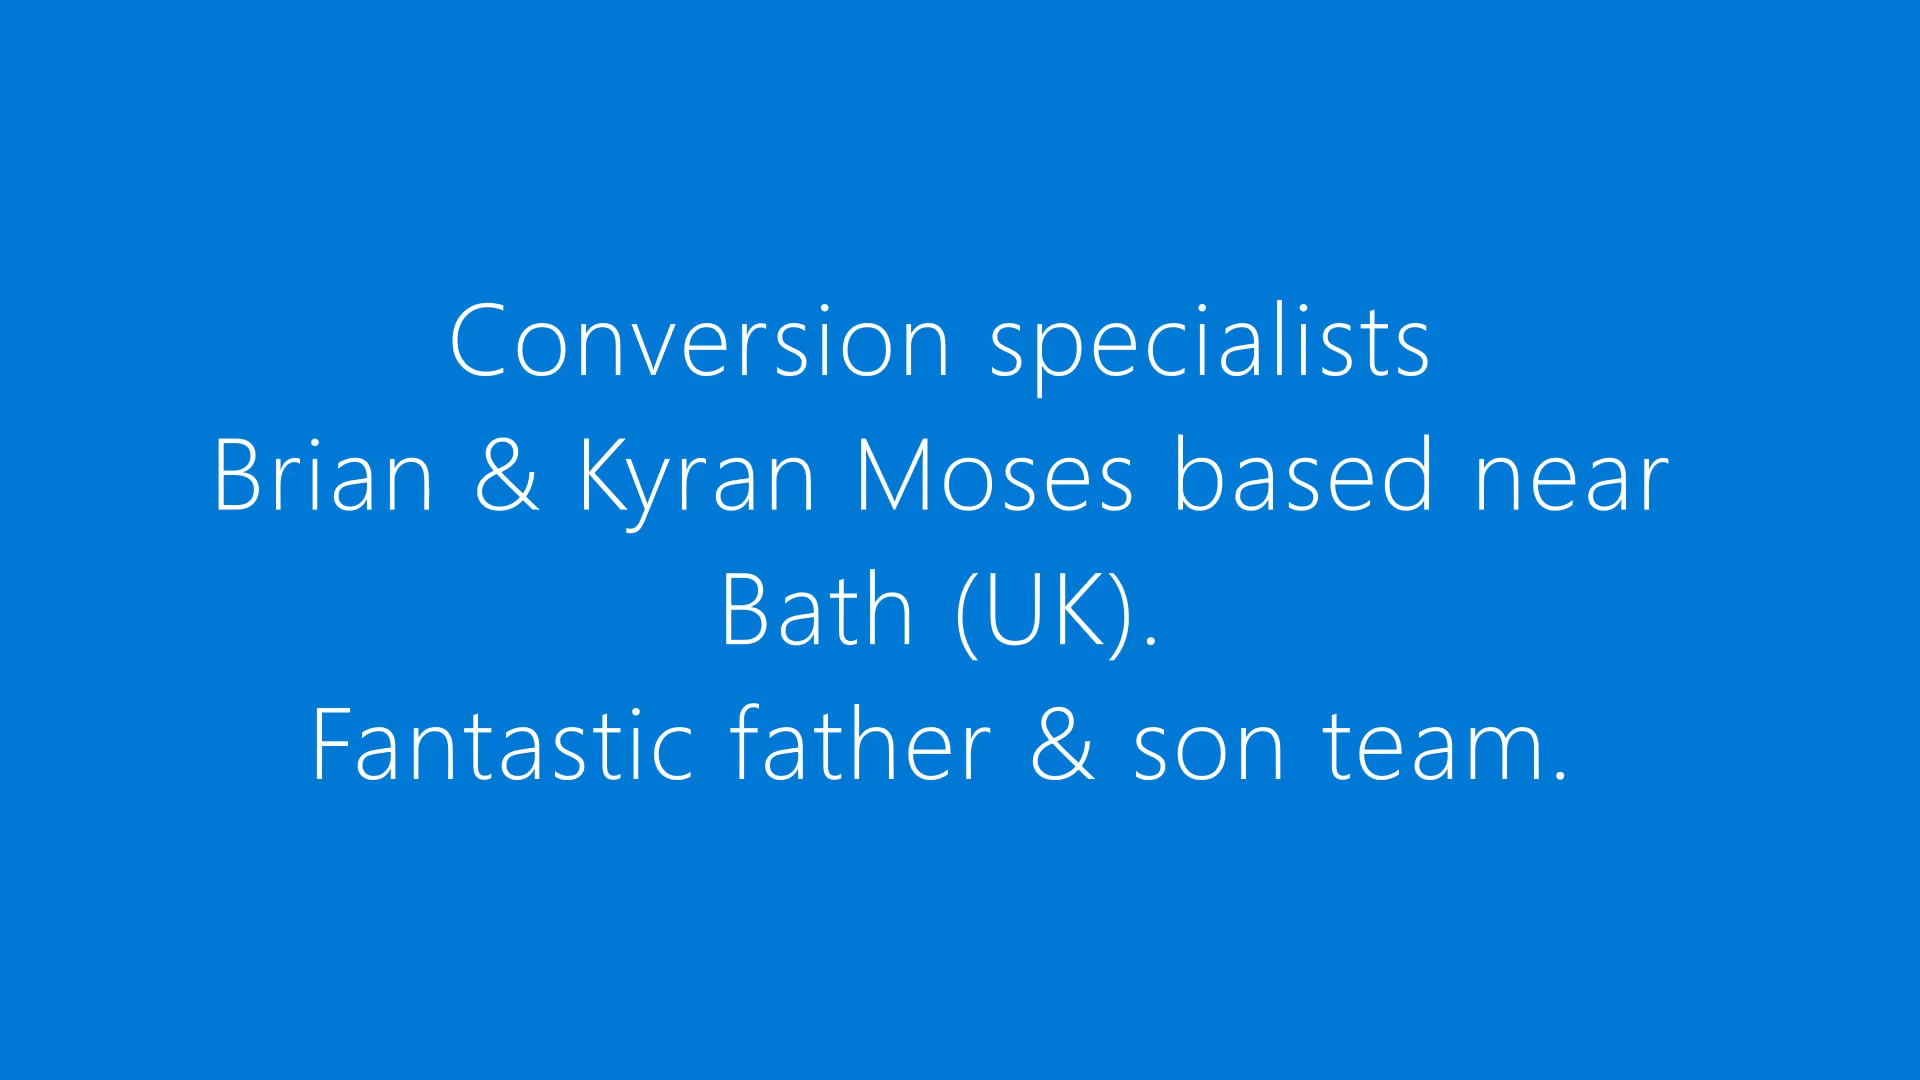 Conversion specialists
Brian & Kyran Moses based near
Bath (UK).
Fantastic father & son team.